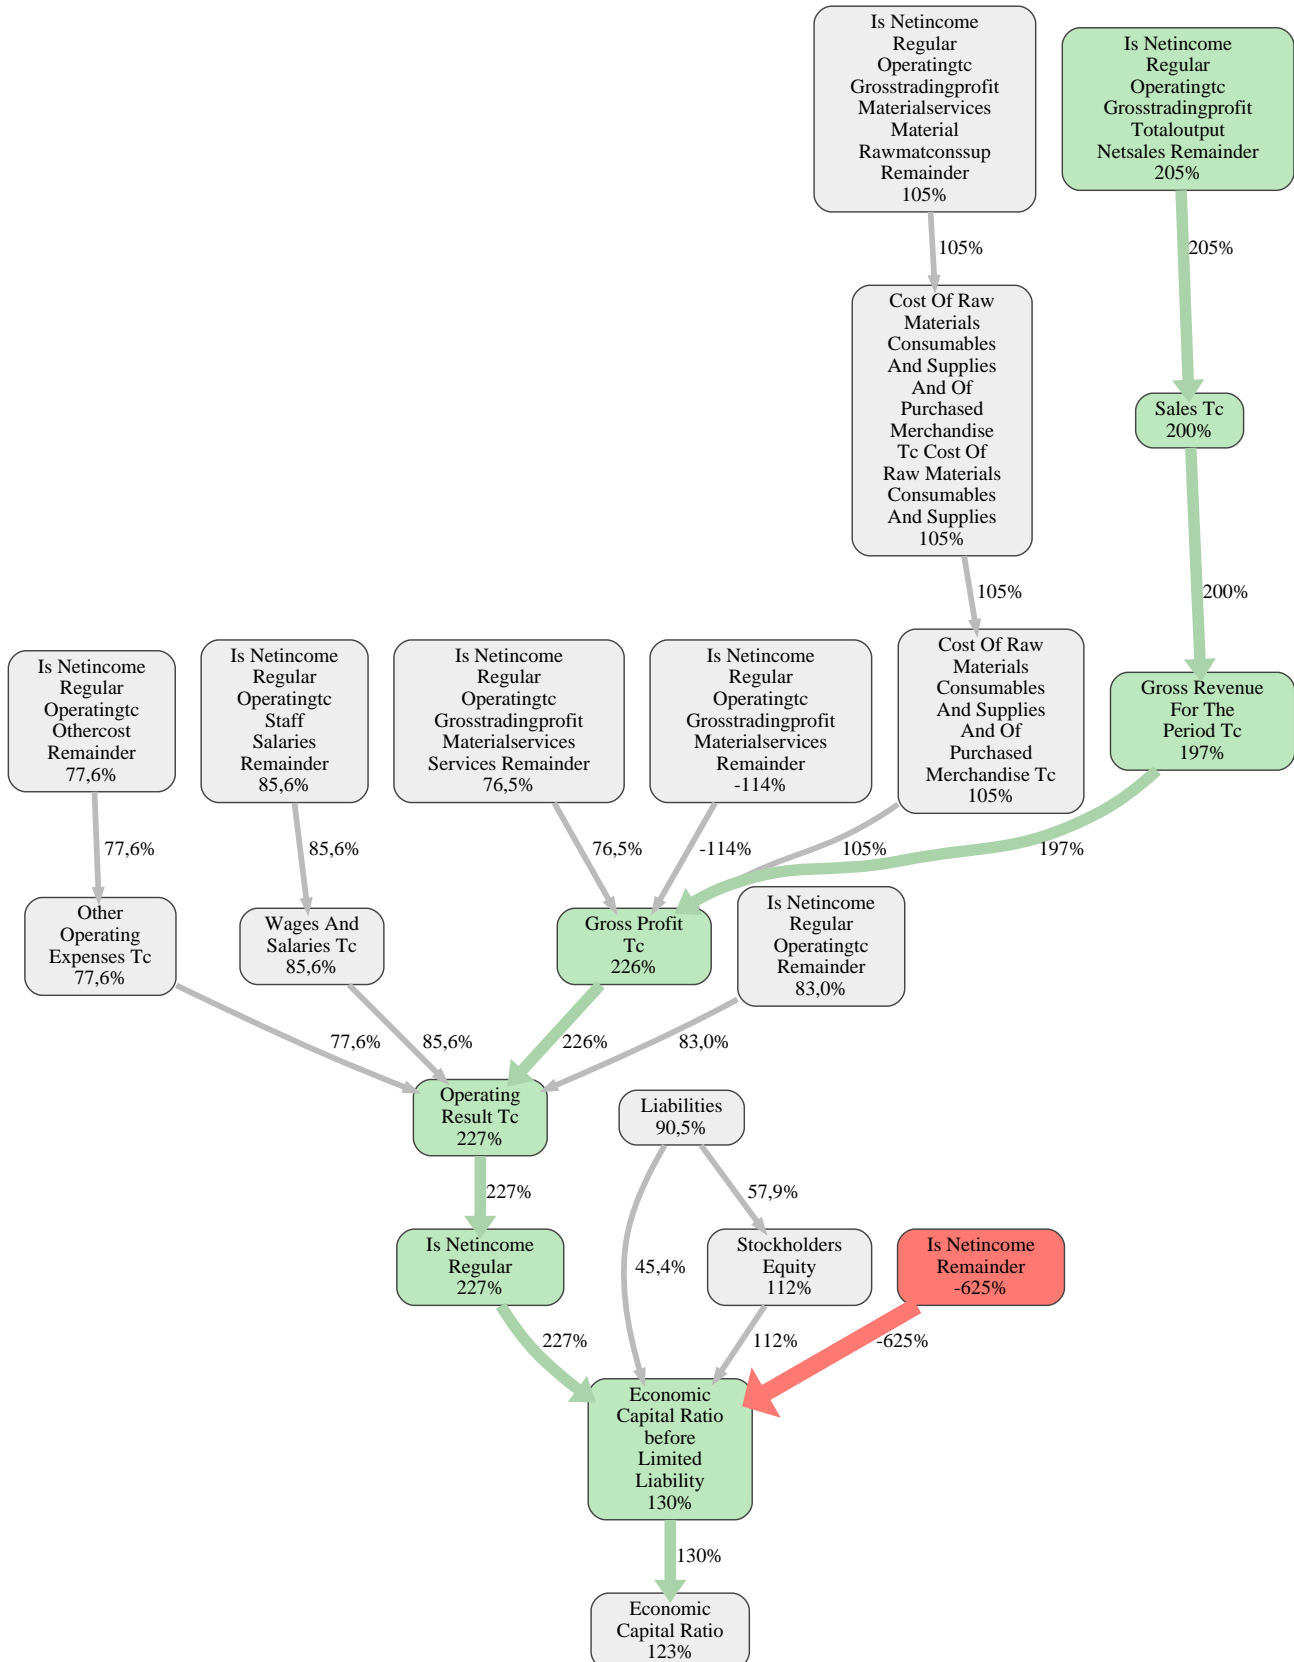 Is Netincome
Regular
Operatingtc
Grosstradingprofit
Materialservices
Material
Rawmatconssup
Remainder
105%
Is Netincome
Regular
Operatingtc
Grosstradingprofit
Totaloutput
Netsales Remainder
205%
105%
205%
Cost Of Raw
Materials
Consumables
And Supplies
And Of
Purchased
Merchandise
Tc Cost Of
Raw Materials
Consumables
And Supplies
105%
Sales Tc
200%
105%
200%
Is Netincome
Regular
Operatingtc
Othercost
Remainder
77,6%
Is Netincome
Regular
Operatingtc
Staff
Salaries
Remainder
85,6%
Is Netincome
Regular
Operatingtc
Grosstradingprofit
Materialservices
Services Remainder
76,5%
Is Netincome
Regular
Operatingtc
Grosstradingprofit
Materialservices
Remainder
-114%
Cost Of Raw
Materials
Consumables
And Supplies
And Of
Purchased
Merchandise Tc
105%
Gross Revenue
For The
Period Tc
197%
77,6%
85,6%
76,5%
-114%
105%
197%
Other
Operating
Expenses Tc
77,6%
Wages And
Salaries Tc
85,6%
Gross Profit
Tc
226%
Is Netincome
Regular
Operatingtc
Remainder
83,0%
77,6%
85,6%
226%
83,0%
Operating
Result Tc
227%
Liabilities
90,5%
227%
57,9%
Is Netincome
Regular
227%
45,4%
Stockholders
Equity
112%
Is Netincome
Remainder
-625%
227%
112%
-625%
Economic
Capital Ratio
before
Limited
Liability
130%
130%
Economic
Capital Ratio
123%